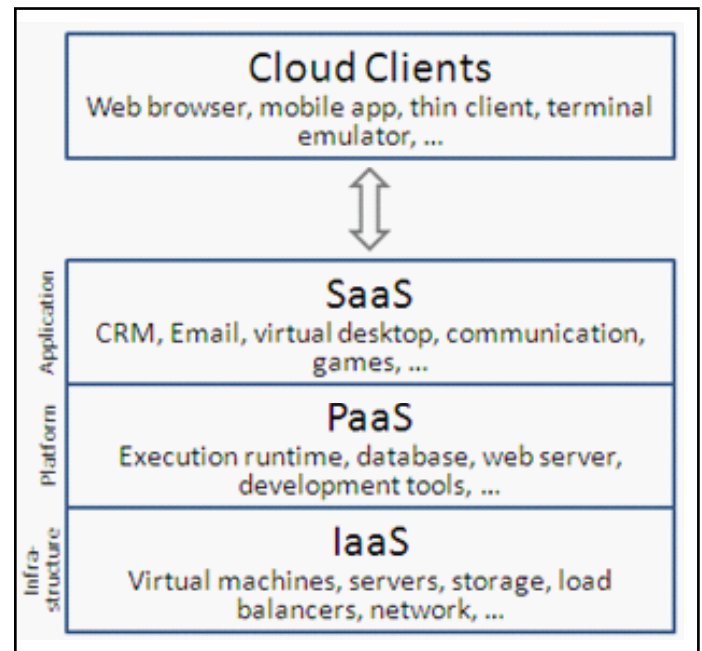 Cloud Clients
Web browser, mobile app, thin client, terminal
emulator, ...
Application
SaaS
CRM, Email, virtual desktop, communication,
games, ...
Platform
PaaS
Execution runtime, database, web server,
development tools, ...
Infra-
structure
IaaS
Virtual machines, servers, storage, load
balancers, network, ...